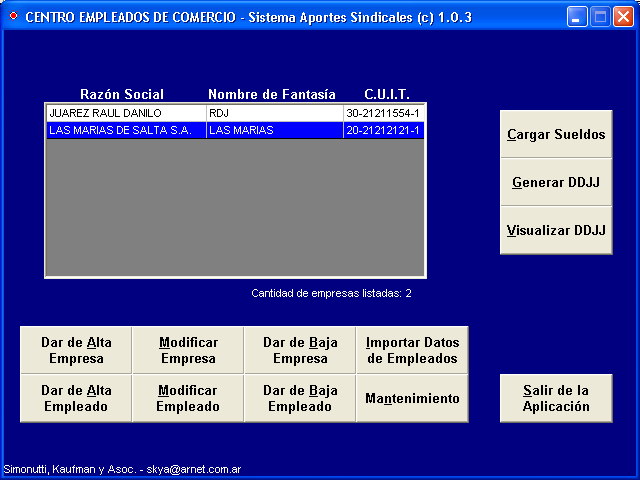 CENTRO EMPLEADOS DE COMERCIO - Sistema Aportes Sindicales (c) 1.0.3
Razón Social Nombre de Fantasía C.U.I.T.
JUAREZ RAUL DANILO RDJ 30-21211554-1
LAS MARIAS DE SALTA S.A. LAS MARIAS 20-21212121-1
Cantidad de empresas listadas: 2
Cargar Sueldos
Generar DDJJ
Visualizar DDJJ
Dar de Alta
Empresa
Modificar
Empresa
Dar de Baja
Empresa
Importar Datos
de Empleados
Dar de Alta
Empleado
Modificar
Empleado
Dar de Baja
Empleado
Mantenimiento
Salir de la
Aplicación
Simonutti, Kaufman y Asoc. - skya@arnet.com.ar